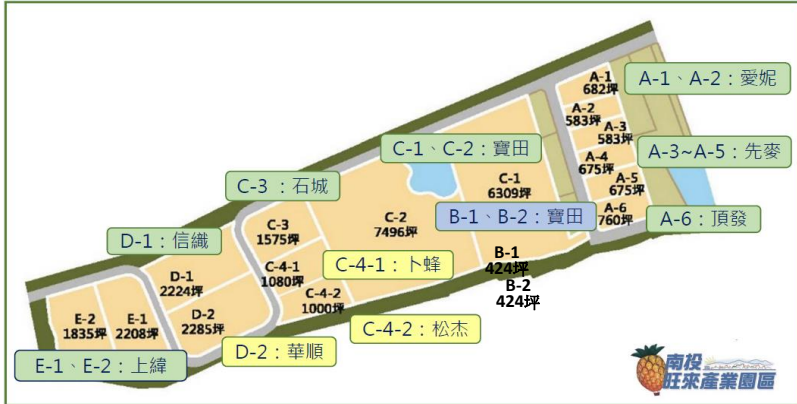 A-1
682坪
A-1、A-2：愛妮
A-2
583坪
A-3
583坪
A-3~A-5：先麥
A-4
675坪
A-5
675坪
A-6
760坪
A-6：頂發
C-1、C-2：寶田
C-1
6309坪
B-1、B-2：寶田
C-2
7496坪
B-1
424坪
B-2
424坪
C-3：石城
C-3
1575坪
C-4-1
1080坪
C-4-1：卜蜂
C-4-2
1000坪
C-4-2：松杰
D-1：信織
D-1
2224坪
D-2
2285坪
D-2：華順
E-2
1835坪
E-1
2208坪
E-1、E-2：上緯
南投
旺來產業園區